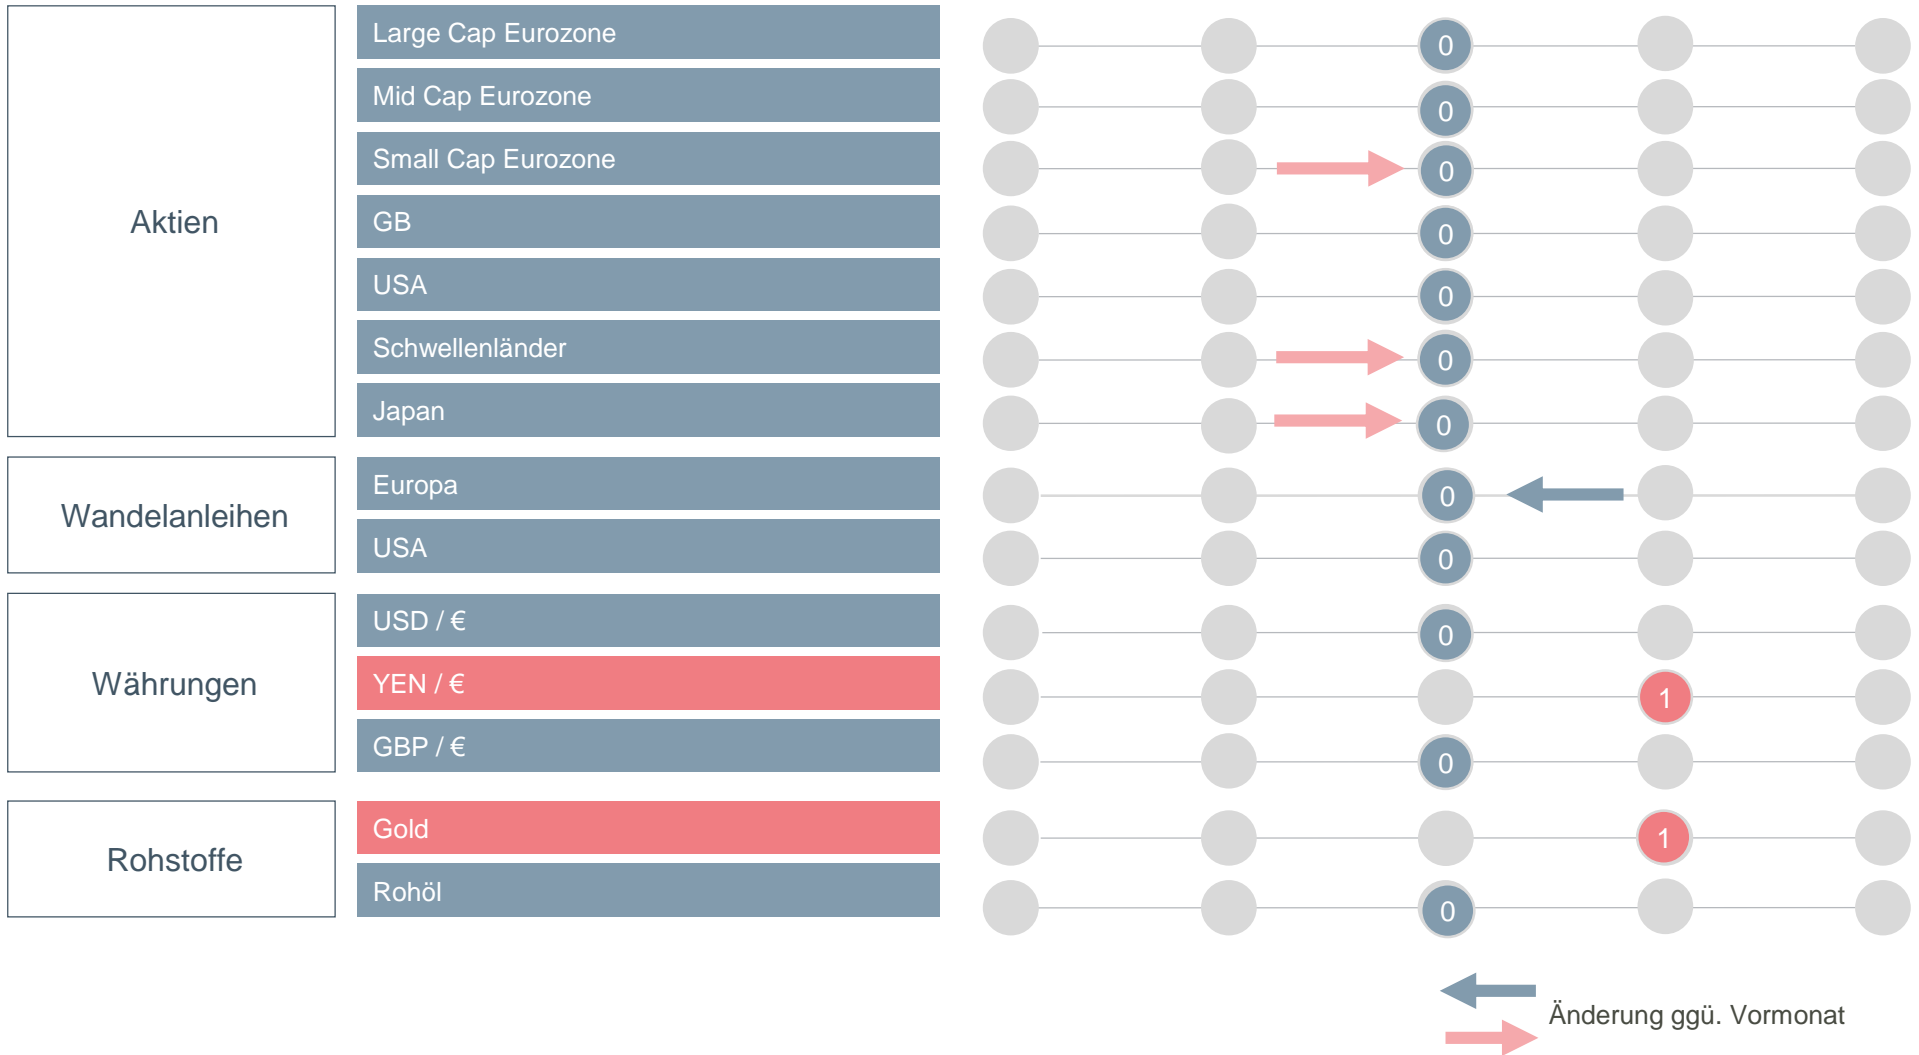 Aktien
Large Cap Eurozone
0
Mid Cap Eurozone
0
Small Cap Eurozone
0
GB
0
USA
0
Schwellenländer
0
Japan
0
Wandelanleihen
Europa
0
USA
0
Währungen
USD / €
0
YEN / €
1
GBP / €
0
Rohstoffe
Gold
1
Rohöl
0
Änderung ggü. Vormonat